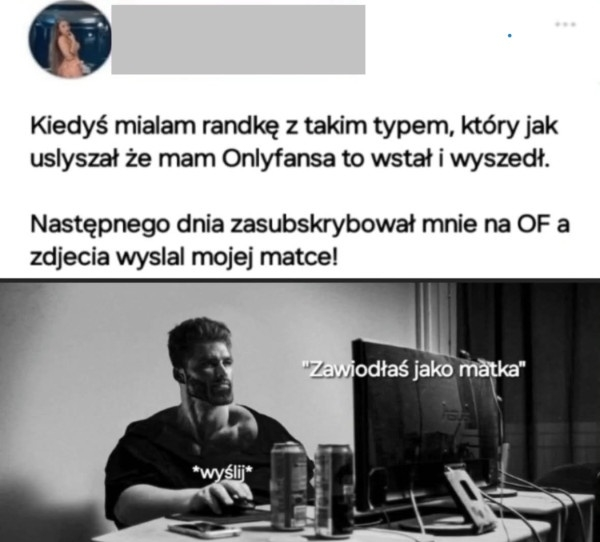 Kiedyś mialam randkę z takim typem, który jak
uslyszał że mam Onlyfansa to wstał i wyszedł.
Następnego dnia zasubskrybował mnie na OF a
zdjecia wyslal mojej matce!
"Zawiodłaś jako matka"
*wyślij*